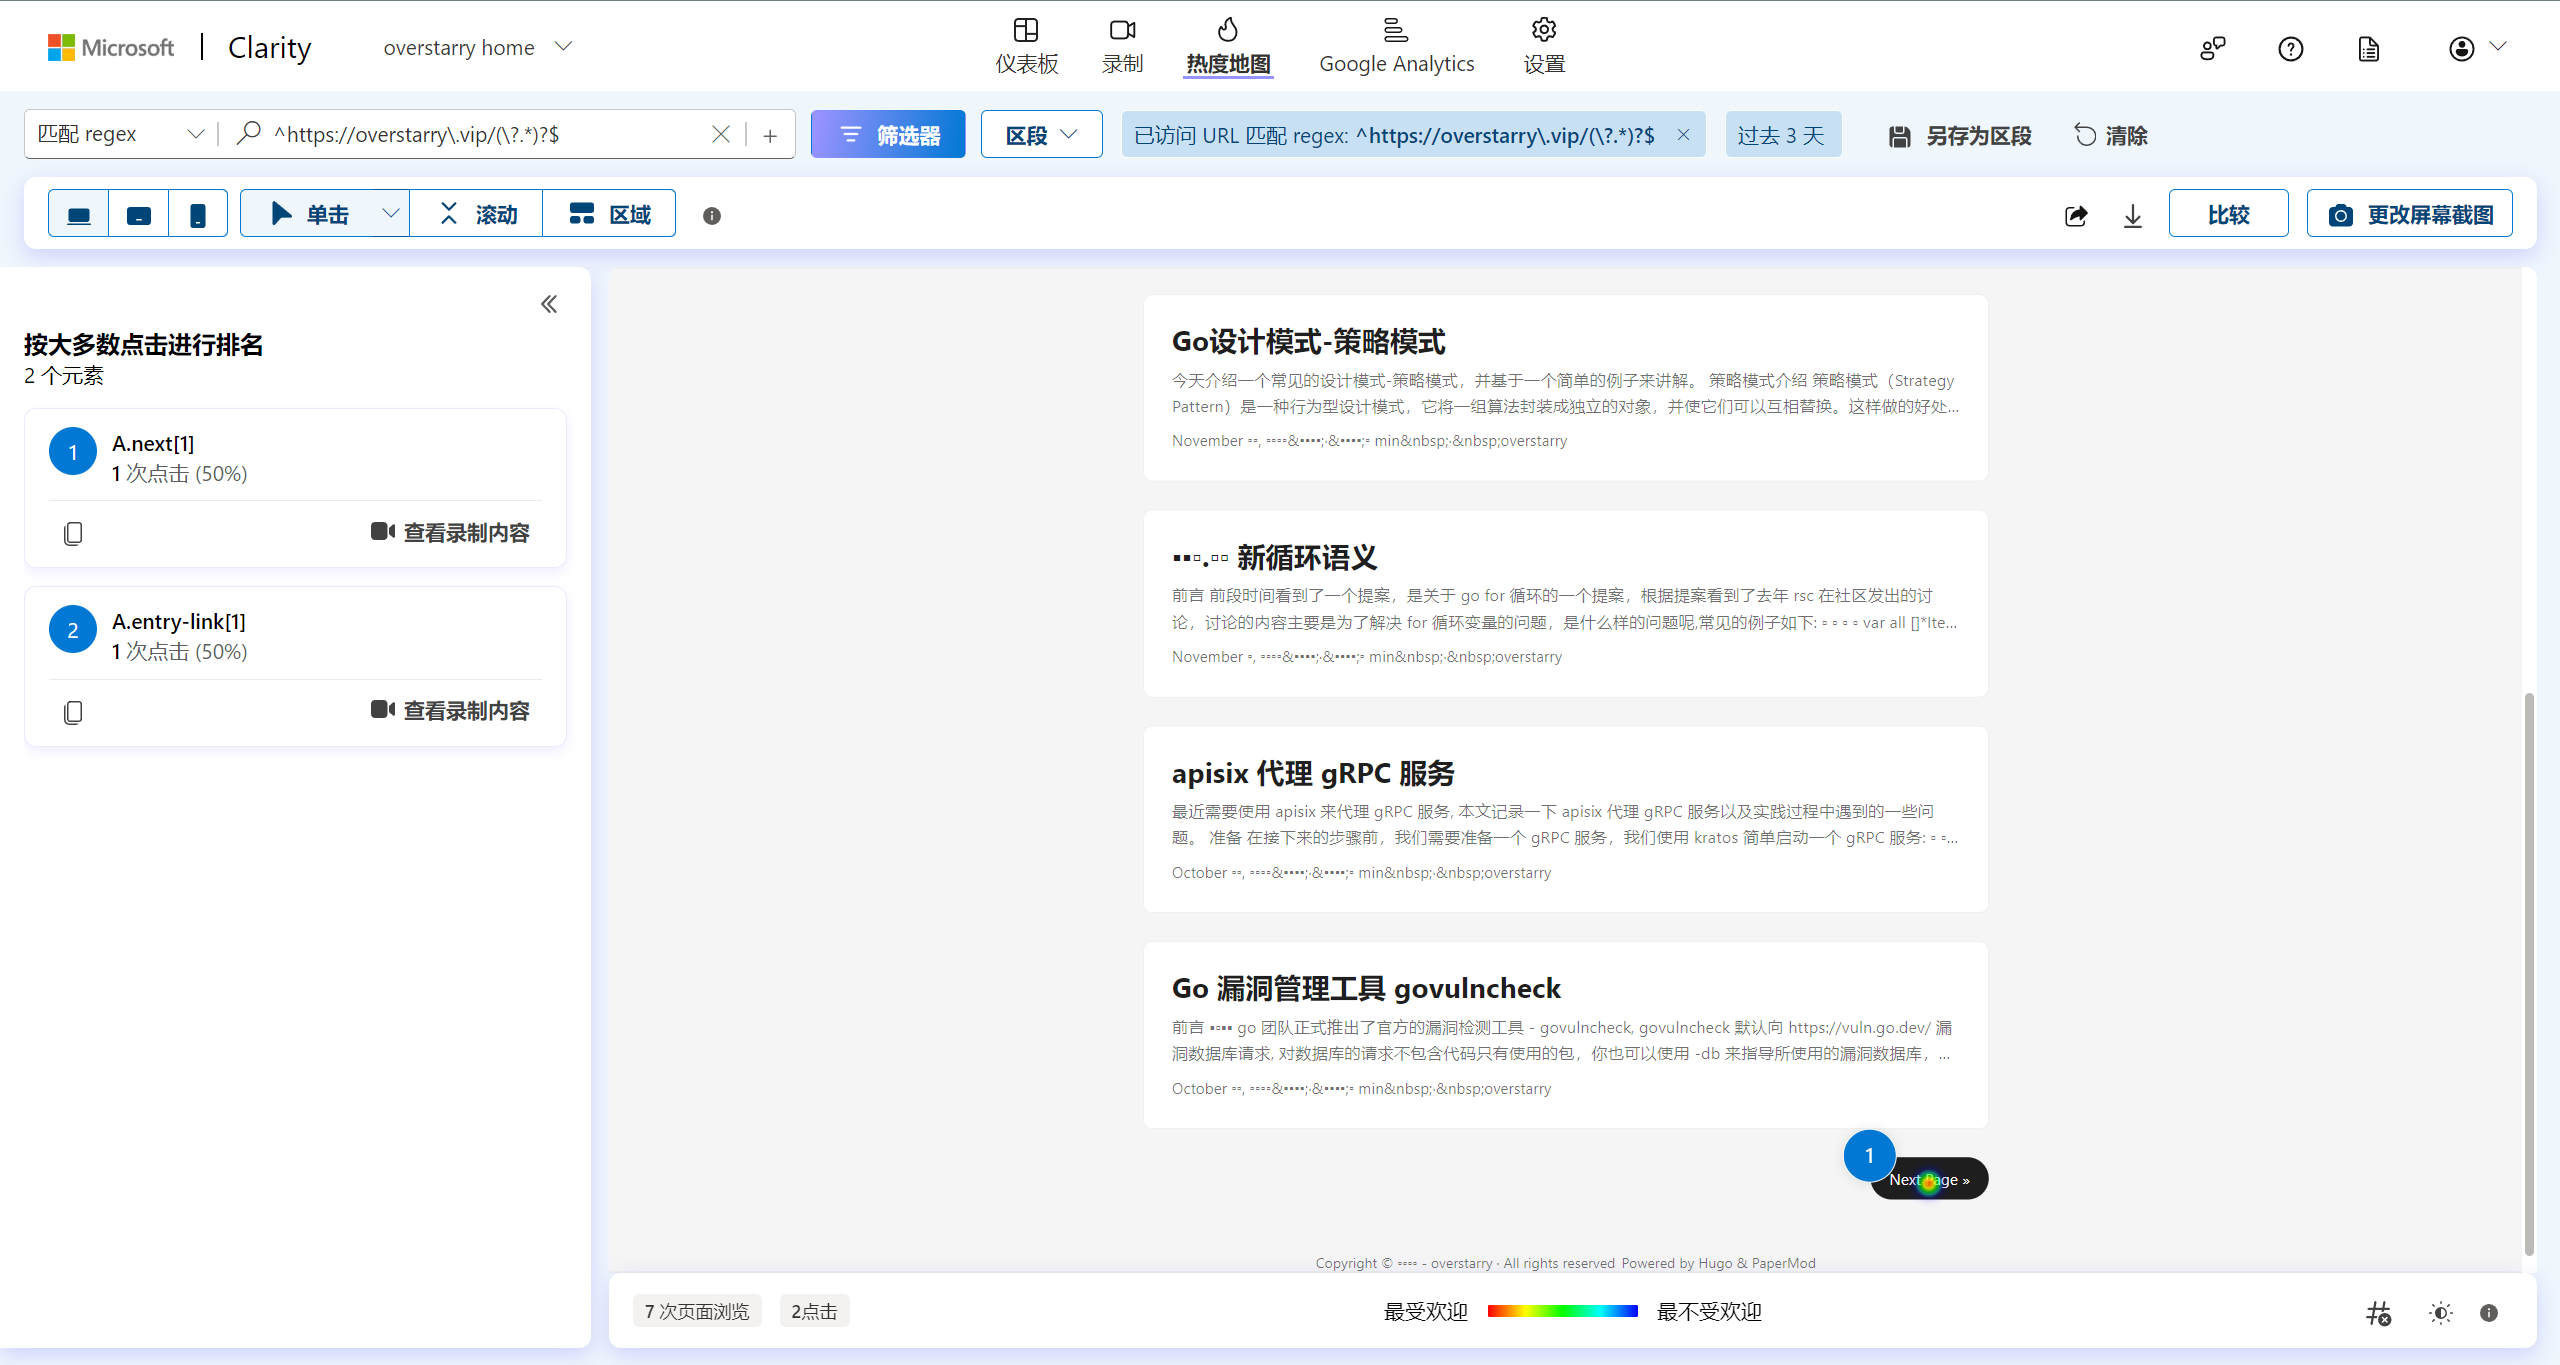 Microsoft | Clarity
overstarry home
仪表板
录制
热度地图
Google Analytics
设置
匹配 regex
^https://overstarry\.vip/(\?.*)?$
筛选器
区段
已访问 URL 匹配 regex: ^https://overstarry\.vip/(\?.*)?$
过去 3 天
另存为区段
清除
单击
滚动
区域
比较
更改屏幕截图
按大多数点击进行排名
2 个元素
1
A.next[1]
1 次点击 (50%)
查看录制内容
2
A.entry-link[1]
1 次点击 (50%)
查看录制内容
Go设计模式-策略模式
今天介绍一个常见的设计模式-策略模式，并基于一个简单的例子来讲解。 策略模式介绍 策略模式（Strategy
Pattern）是一种行为型设计模式，它将一组算法封装成独立的对象，并使它们可以互相替换。这样做的好处...
November ▫▫, ▫▫▫▫&▪▪▪▪;·&▪▪▪▪;▫ min&nbsp;·&nbsp;overstarry
▪▪▫.▫▫ 新循环语义
前言 前段时间看到了一个提案，是关于 go for 循环的一个提案，根据提案看到了去年 rsc 在社区发出的讨
论，讨论的内容主要是为了解决 for 循环变量的问题，是什么样的问题呢,常见的例子如下: ▫ ▫ ▫ ▫ var all []*Ite...
November ▫, ▫▫▫▫&▪▪▪▪;·&▪▪▪▪;▫ min&nbsp;·&nbsp;overstarry
apisix 代理 gRPC 服务
最近需要使用 apisix 来代理 gRPC 服务, 本文记录一下 apisix 代理 gRPC 服务以及实践过程中遇到的一些问
题。 准备 在接下来的步骤前，我们需要准备一个 gRPC 服务，我们使用 kratos 简单启动一个 gRPC 服务: ▫ ▫...
October ▫▫, ▫▫▫▫&▪▪▪▪;·&▪▪▪▪;▫ min&nbsp;·&nbsp;overstarry
Go 漏洞管理工具 govulncheck
前言 ▪▫▪▪ go 团队正式推出了官方的漏洞检测工具 - govulncheck, govulncheck 默认向 https://vuln.go.dev/ 漏
洞数据库请求, 对数据库的请求不包含代码只有使用的包，你也可以使用 -db 来指导所使用的漏洞数据库，...
October ▫▫, ▫▫▫▫&▪▪▪▪;·&▪▪▪▪;▫ min&nbsp;·&nbsp;overstarry
1
Next Page »
Copyright © ▫▫▫▫ - overstarry · All rights reserved Powered by Hugo & PaperMod
7 次页面浏览
2点击
最受欢迎
最不受欢迎